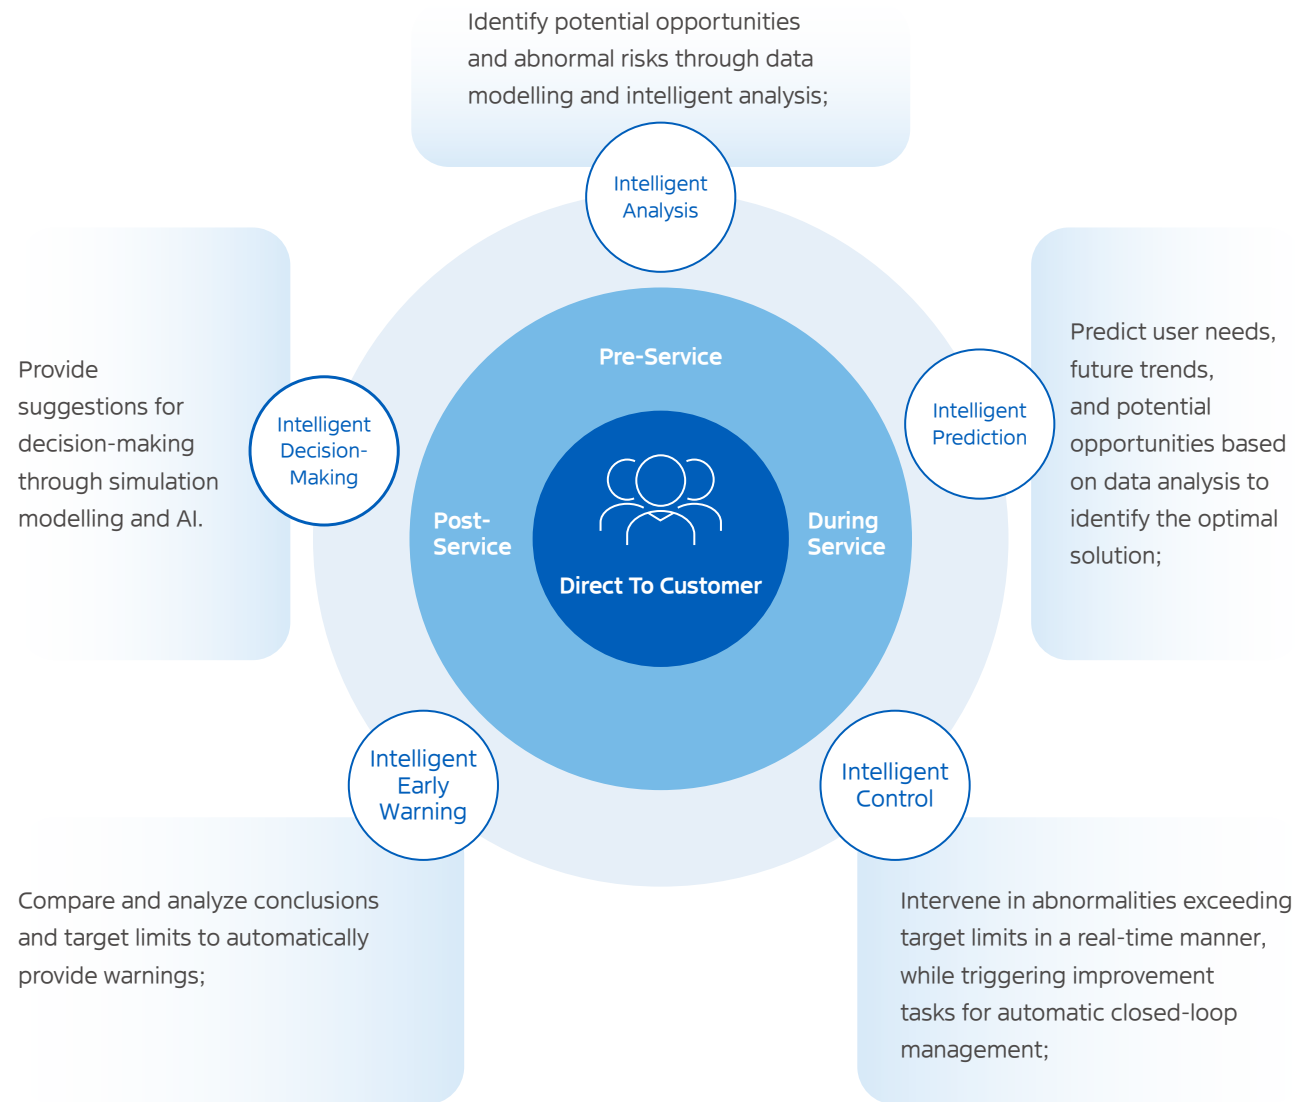 Identify potential opportunities
and abnormal risks through data
modelling and intelligent analysis;
Intelligent
Analysis
Pre-Service
Predict user needs,
future trends,
and potential
opportunities based
on data analysis to
identify the optimal
solution;
Intelligent
Prediction
Provide
suggestions for
decision-making
through simulation
modelling and AI.
Intelligent
Decision-
Making
Post-
Service
During
Service
Direct To Customer
Intelligent
Early
Warning
Intelligent
Control
Compare and analyze conclusions
and target limits to automatically
provide warnings;
Intervene in abnormalities exceeding
target limits in a real-time manner,
while triggering improvement
tasks for automatic closed-loop
management;